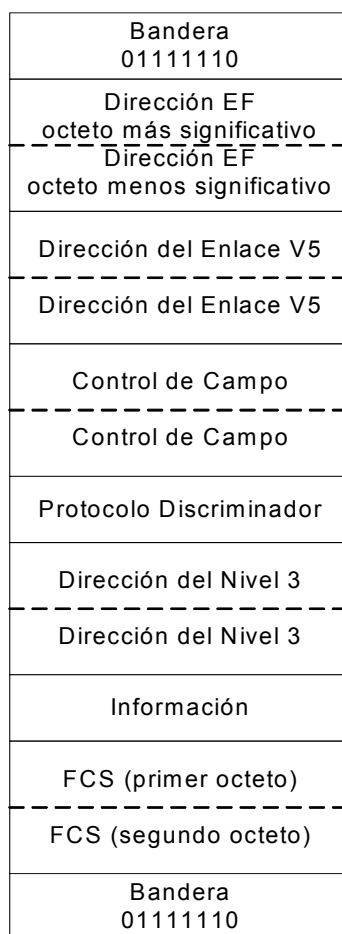 Bandera
01111110
Dirección EF
octeto más significativo
Dirección EF
octeto menos significativo
Dirección del Enlace V5
Dirección del Enlace V5
Control de Campo
Control de Campo
Protocolo Discriminador
Dirección del Nivel 3
Dirección del Nivel 3
Información
FCS (primer octeto)
FCS (segundo octeto)
Bandera
01111110